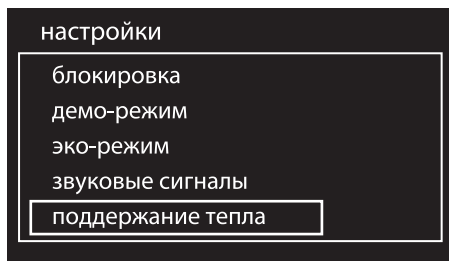 настройки
блокировка
демо-режим
эко-режим
звуковые сигналы
поддержание тепла